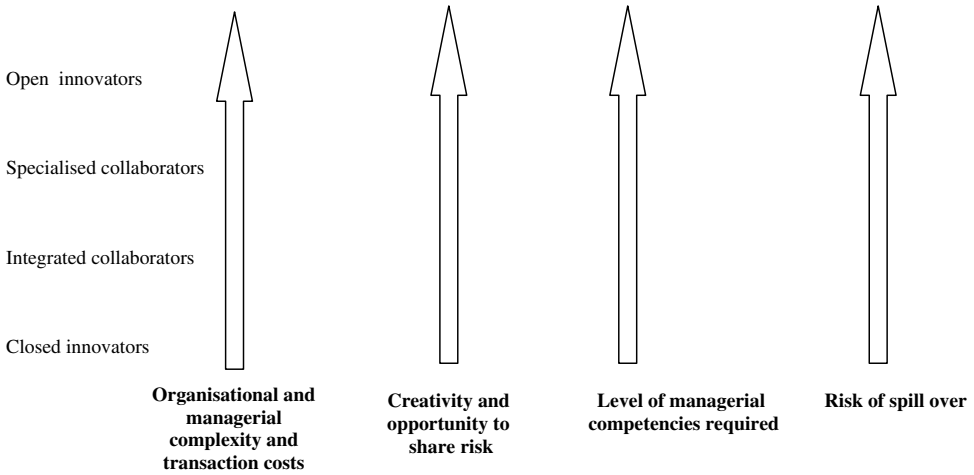 Open innovators
Specialised collaborators
Integrated collaborators
Closed innovators
Organisational and
managerial
complexity and
transaction costs
Creativity and
opportunity to
share risk
Level of managerial
competencies required
Risk of spill over